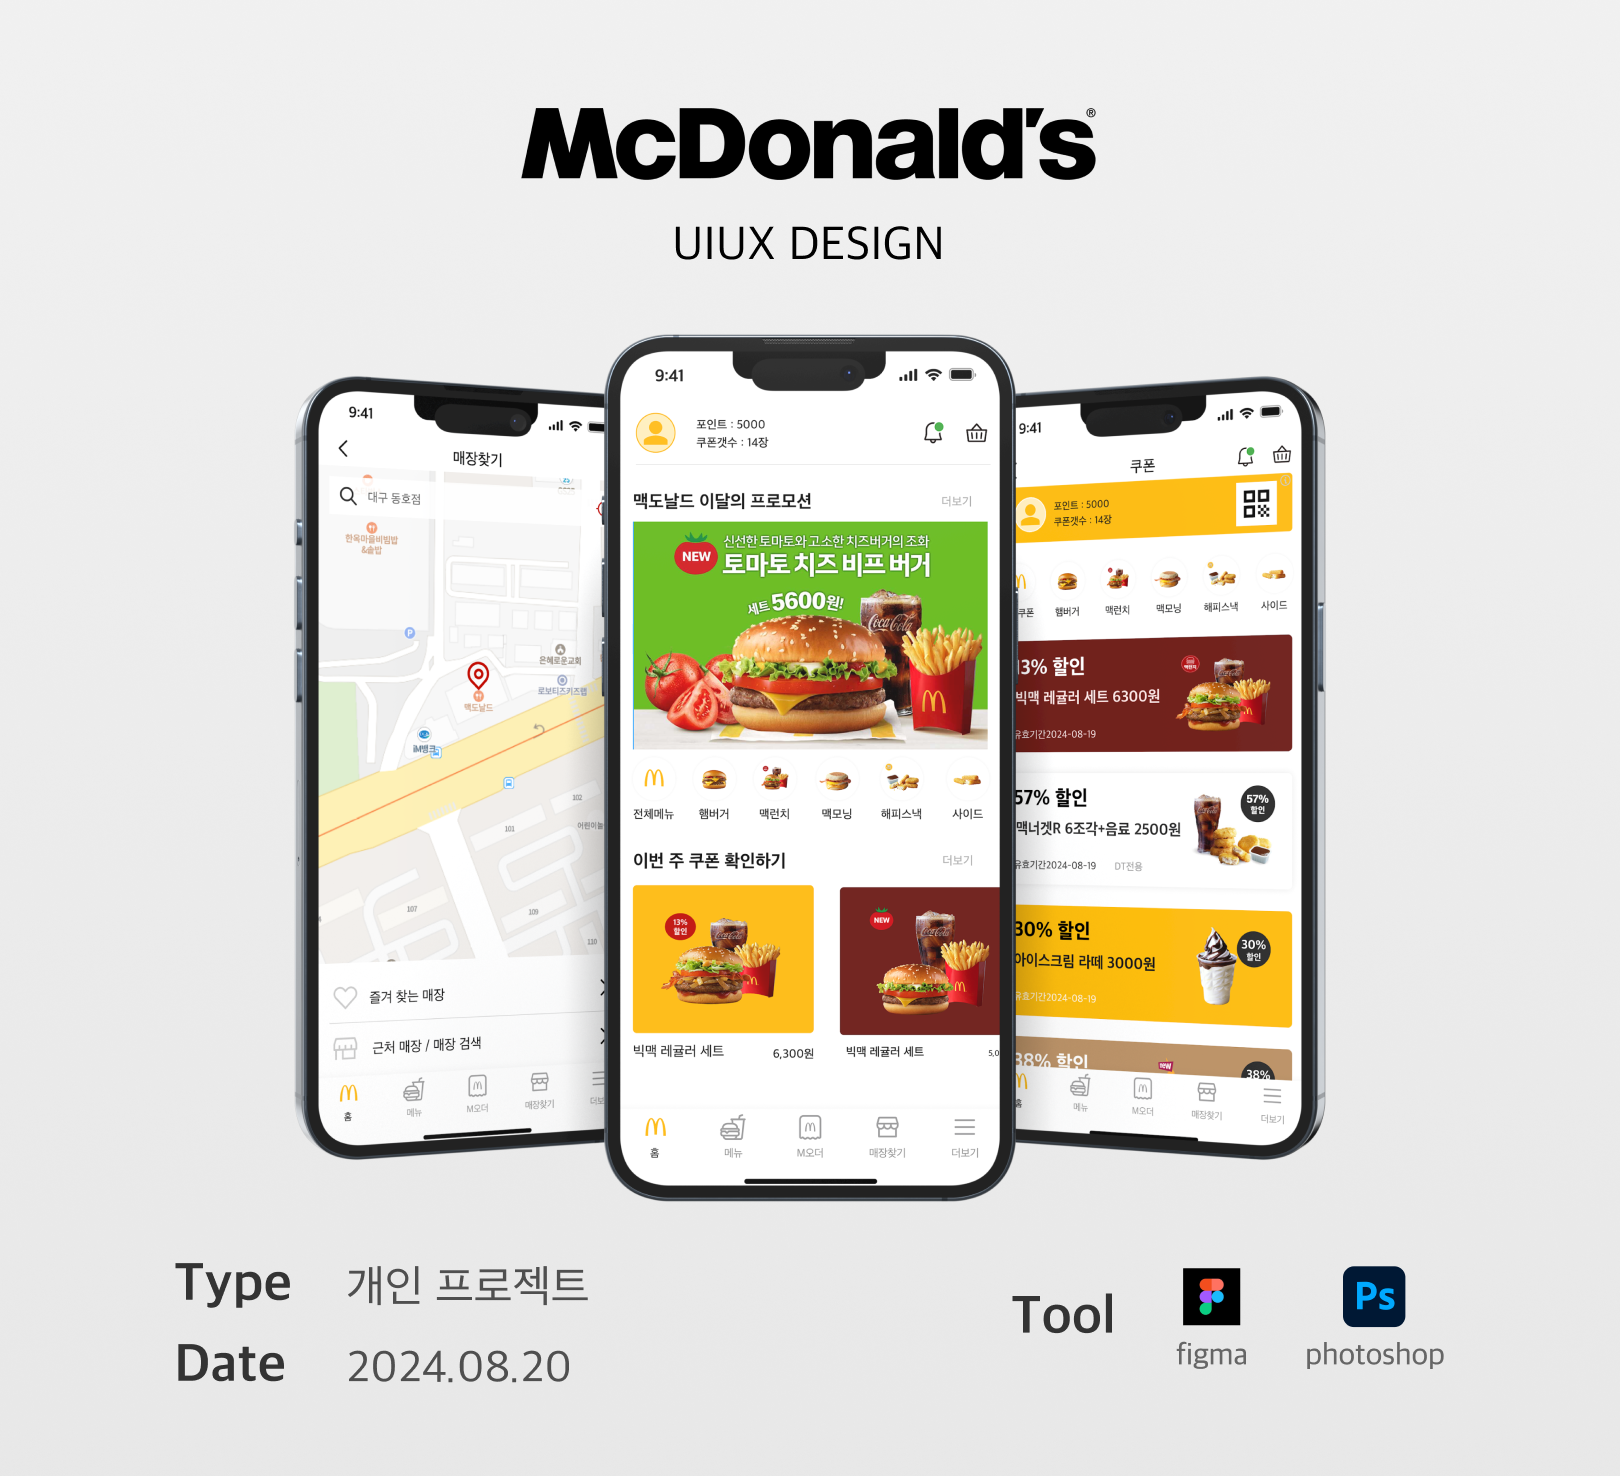 McDonald's®
UIUX DESIGN
9:41
매장찾기
대구 동호점
한옥마을비빔밥
&솥밥
P
은혜로운교회
로보티즈키즈랩
맥도날드
iM뱅크
102
101
어린이놀
107
109
110
즐겨 찾는 매장
근처 매장 / 매장 검색
홈
메뉴
M오더
매장찾기
더보
9:41
포인트 : 5000
쿠폰갯수 : 14장
맥도날드 이달의 프로모션
더보기
NEW
신선한 토마토와 고소한 치즈버거의 조화
토마토 치즈 비프 버거
세트 5600원!
Coca-Cola
전체메뉴
햄버거
맥런치
맥모닝
해피스낵
사이드
이번 주 쿠폰 확인하기
더보기
13%
할인
Coca-Cola
NEW
Coca-Cola
빅맥 레귤러 세트
6,300원
빅맥 레귤러 세트
5,0
홈
메뉴
M오더
매장찾기
더보기
9:41
쿠폰
포인트 : 5000
쿠폰갯수 : 14장
쿠폰
햄버거
맥런치
맥모닝
해피스낵
사이드
13% 할인
빅맥 레귤러 세트 6300원
유효기간2024-08-19
57% 할인
맥너겟R 6조각+음료 2500원
유효기간2024-08-19
DT전용
57%
할인
30% 할인
아이스크림 라떼 3000원
유효기간2024-08-19
30%
할인
38% 할인
new
38%
홈
메뉴
M오더
매장찾기
더보기
Type 개인 프로젝트
Date 2024.08.20
Tool
figma
Ps
photoshop